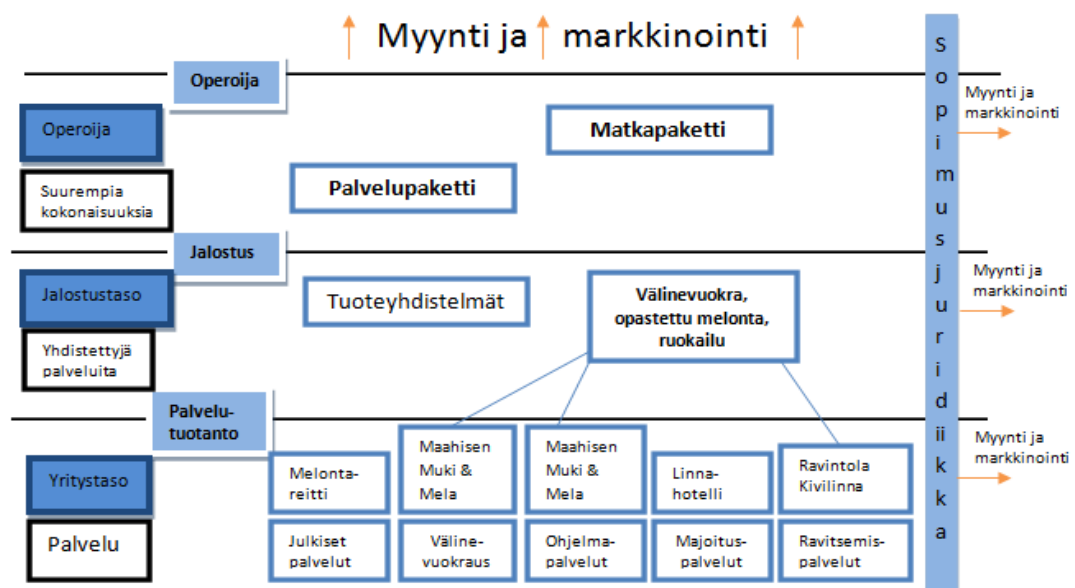 Myynti ja markkinointi
Operoija
Operoija
Suurempia
kokonaisuuksia
Matkapaketti
Palvelupaketti
Myynti ja
markkinointi
Jalostus
Jalostustaso
Yhdistettyjä
palveluita
Tuoteyhdistelmät
Välinevuokra,
opastettu melonta,
ruokailu
Myynti ja
markkinointi
Palvelu-
tuotanto
Yritystaso
Palvelu
Melonta-
reitti
Maahisen
Muki &
Mela
Maahisen
Muki &
Mela
Linna-
hotelli
Ravintola
Kivilinna
Julkiset
palvelut
Väline-
vuokraus
Ohjelma-
palvelut
Majoitus-
palvelut
Ravitsemis-
palvelut
Myynti ja
markkinointi
Sopimusjuridiikka